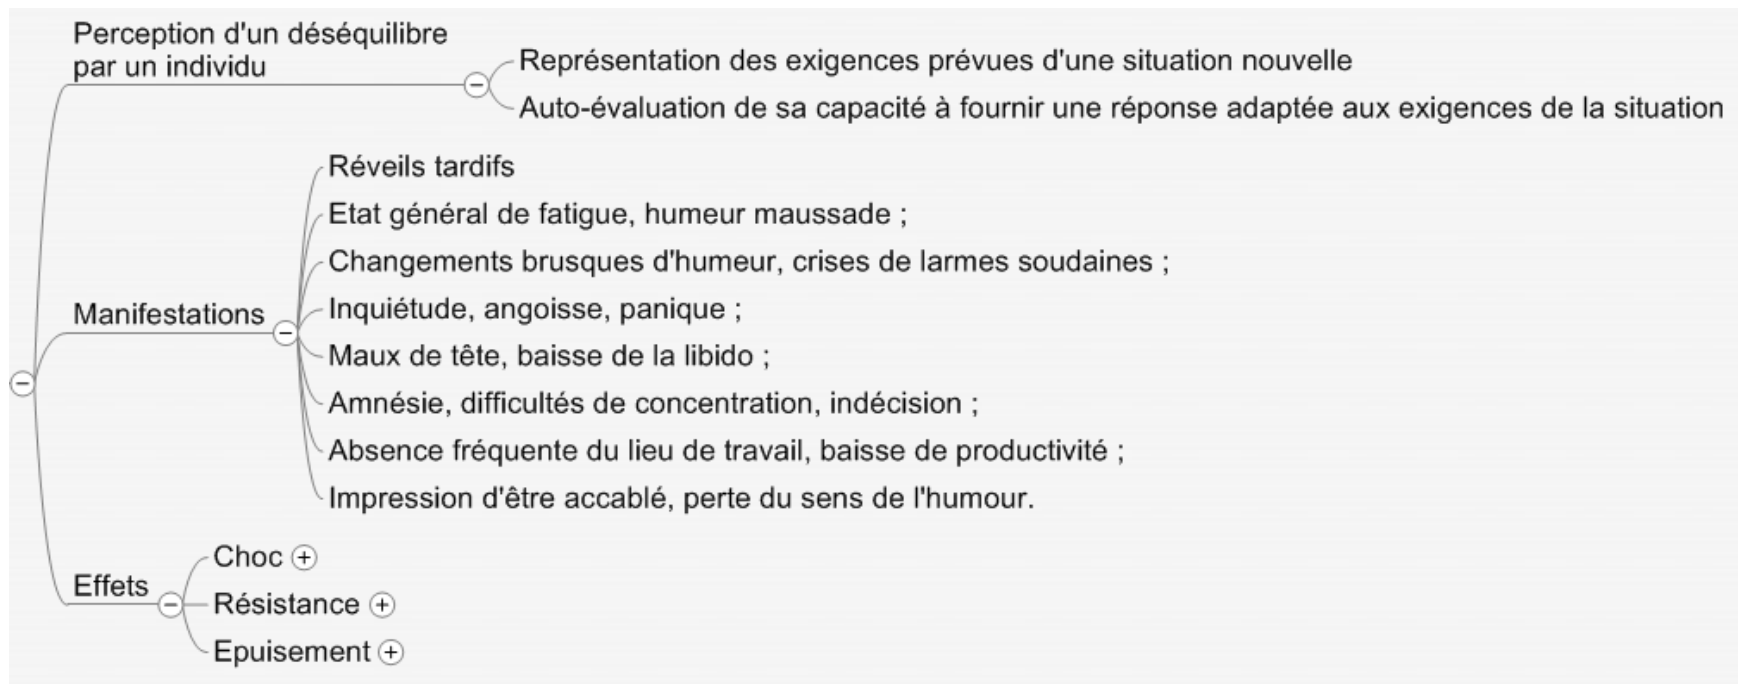 Perception d'un déséquilibre
par un individu
Représentation des exigences prévues d'une situation nouvelle
Auto-évaluation de sa capacité à fournir une réponse adaptée aux exigences de la situation
Manifestations
Réveils tardifs
Etat général de fatigue, humeur maussade ;
Changements brusques d'humeur, crises de larmes soudaines ;
Inquiétude, angoisse, panique ;
Maux de tête, baisse de la libido ;
Amnésie, difficultés de concentration, indécision ;
Absence fréquente du lieu de travail, baisse de productivité ;
Impression d'être accablé, perte du sens de l'humour.
Effets
Choc
Résistance
Epuisement